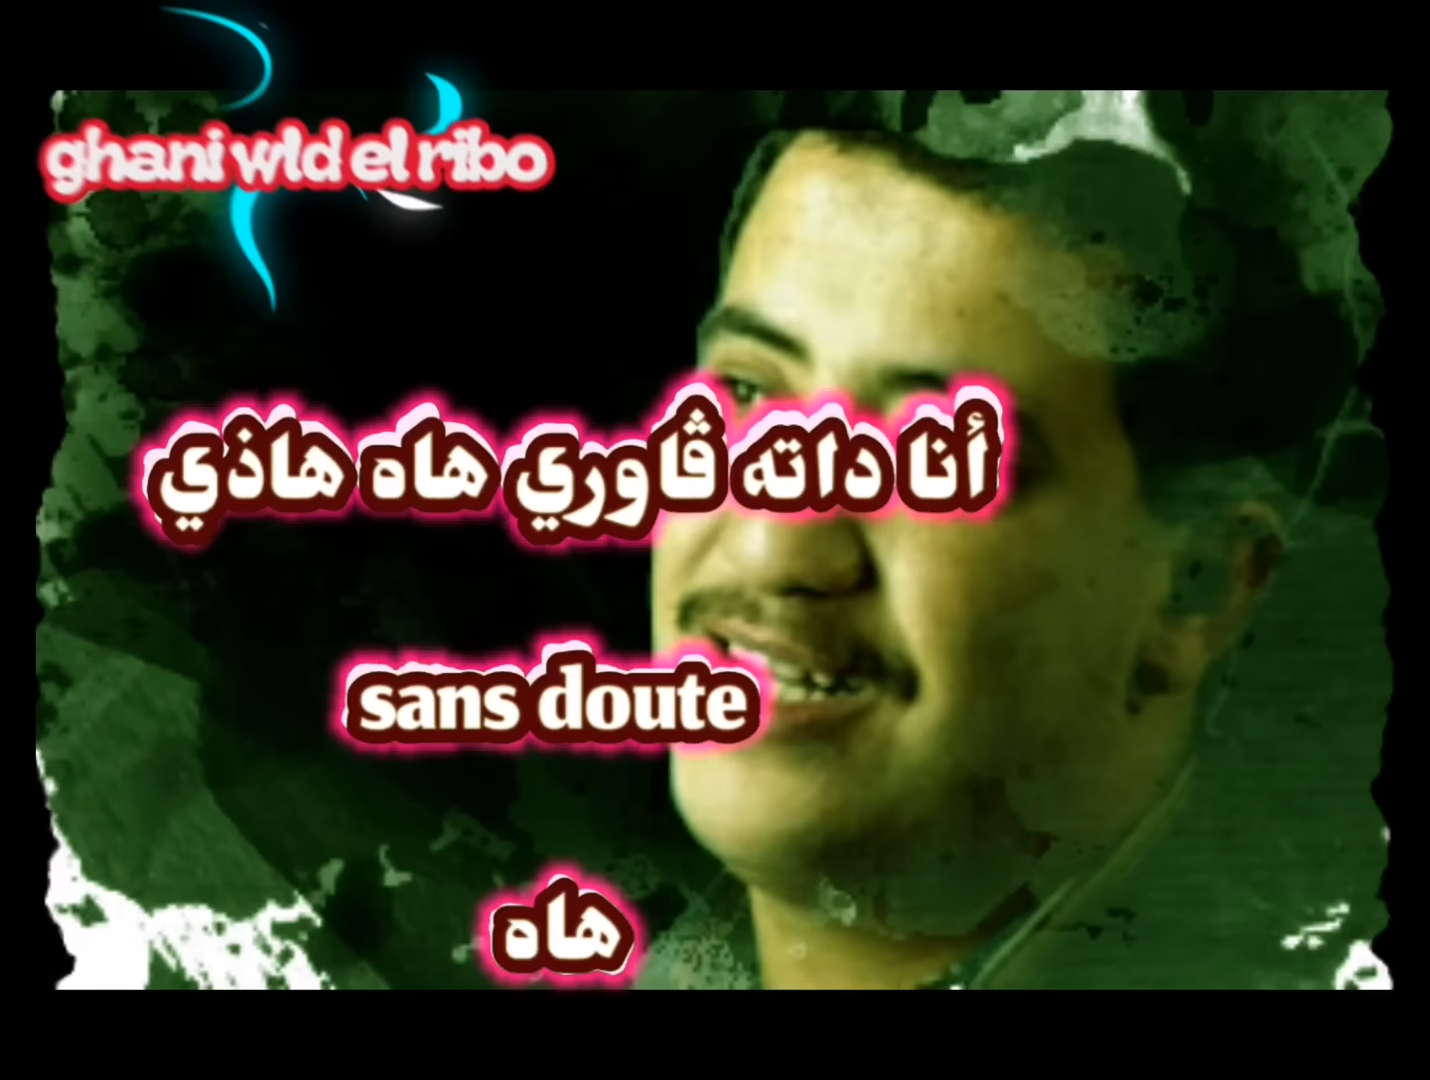 ghani wld el ribo
أنا داته ڨاوري هاه هاذي
sans doute
هاه